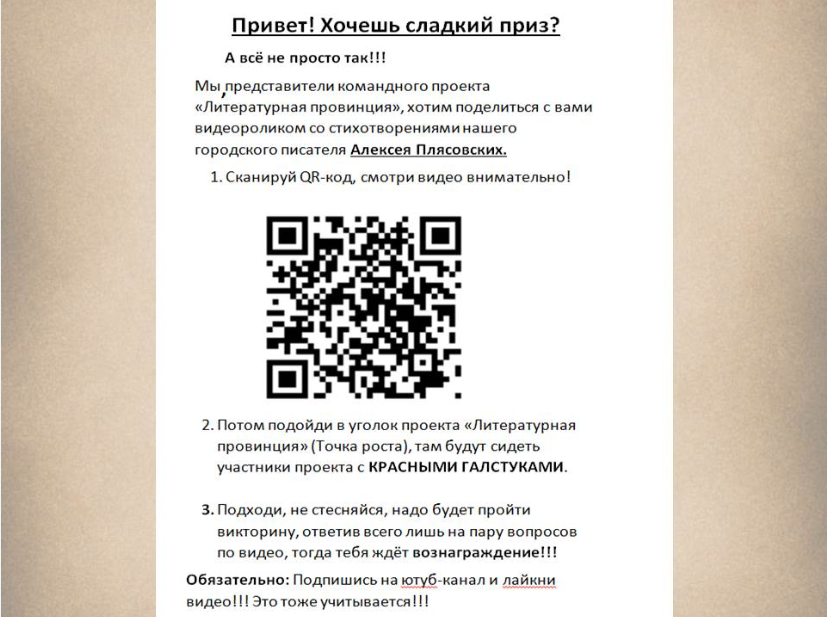 Привет! Хочешь сладкий приз?
А всё не просто так!!!
Мы, представители командного проекта
«Литературная провинция», хотим поделиться с вами
видеороликом со стихотворениями нашего
городского писателя Алексея Плясовских.
1. Сканируй QR-код, смотри видео внимательно!
2. Потом подойди в уголок проекта «Литературная
провинция» (Точка роста), там будут сидеть
участники проекта с КРАСНЫМИ ГАЛСТУКАМИ.
3. Подходи, не стесняйся, надо будет пройти
викторину, ответив всего лишь на пару вопросов
по видео, тогда тебя ждёт вознаграждение!!!
Обязательно: Подпишись на ютуб-канал и лайкни
видео!!! Это тоже учитывается!!!